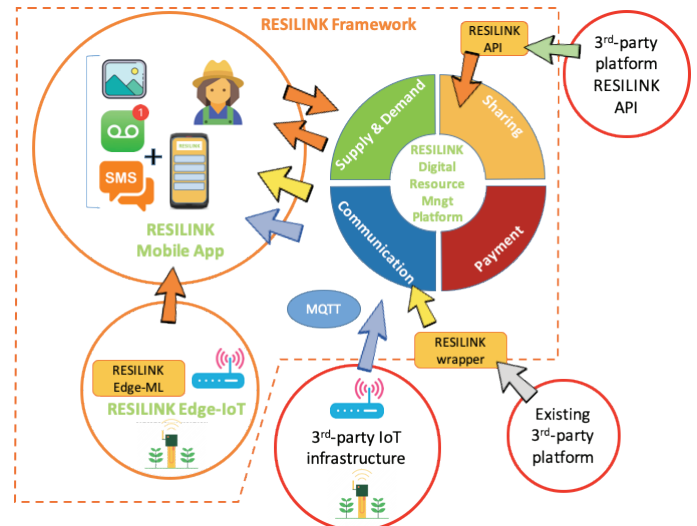 RESILINK Framework
RESILINK
API
3rd-party
platform
RESILINK
API
1
SMS
RESILINK
RESILINK
Mobile App
Supply & Demand
Sharing
Communication
Payment
RESILINK
Digital
Resource
Mngt
Platform
MQTT
RESILINK
wrapper
RESILINK
Edge-ML
RESILINK Edge-IoT
3rd-party IoT
infrastructure
Existing
3rd-party
platform